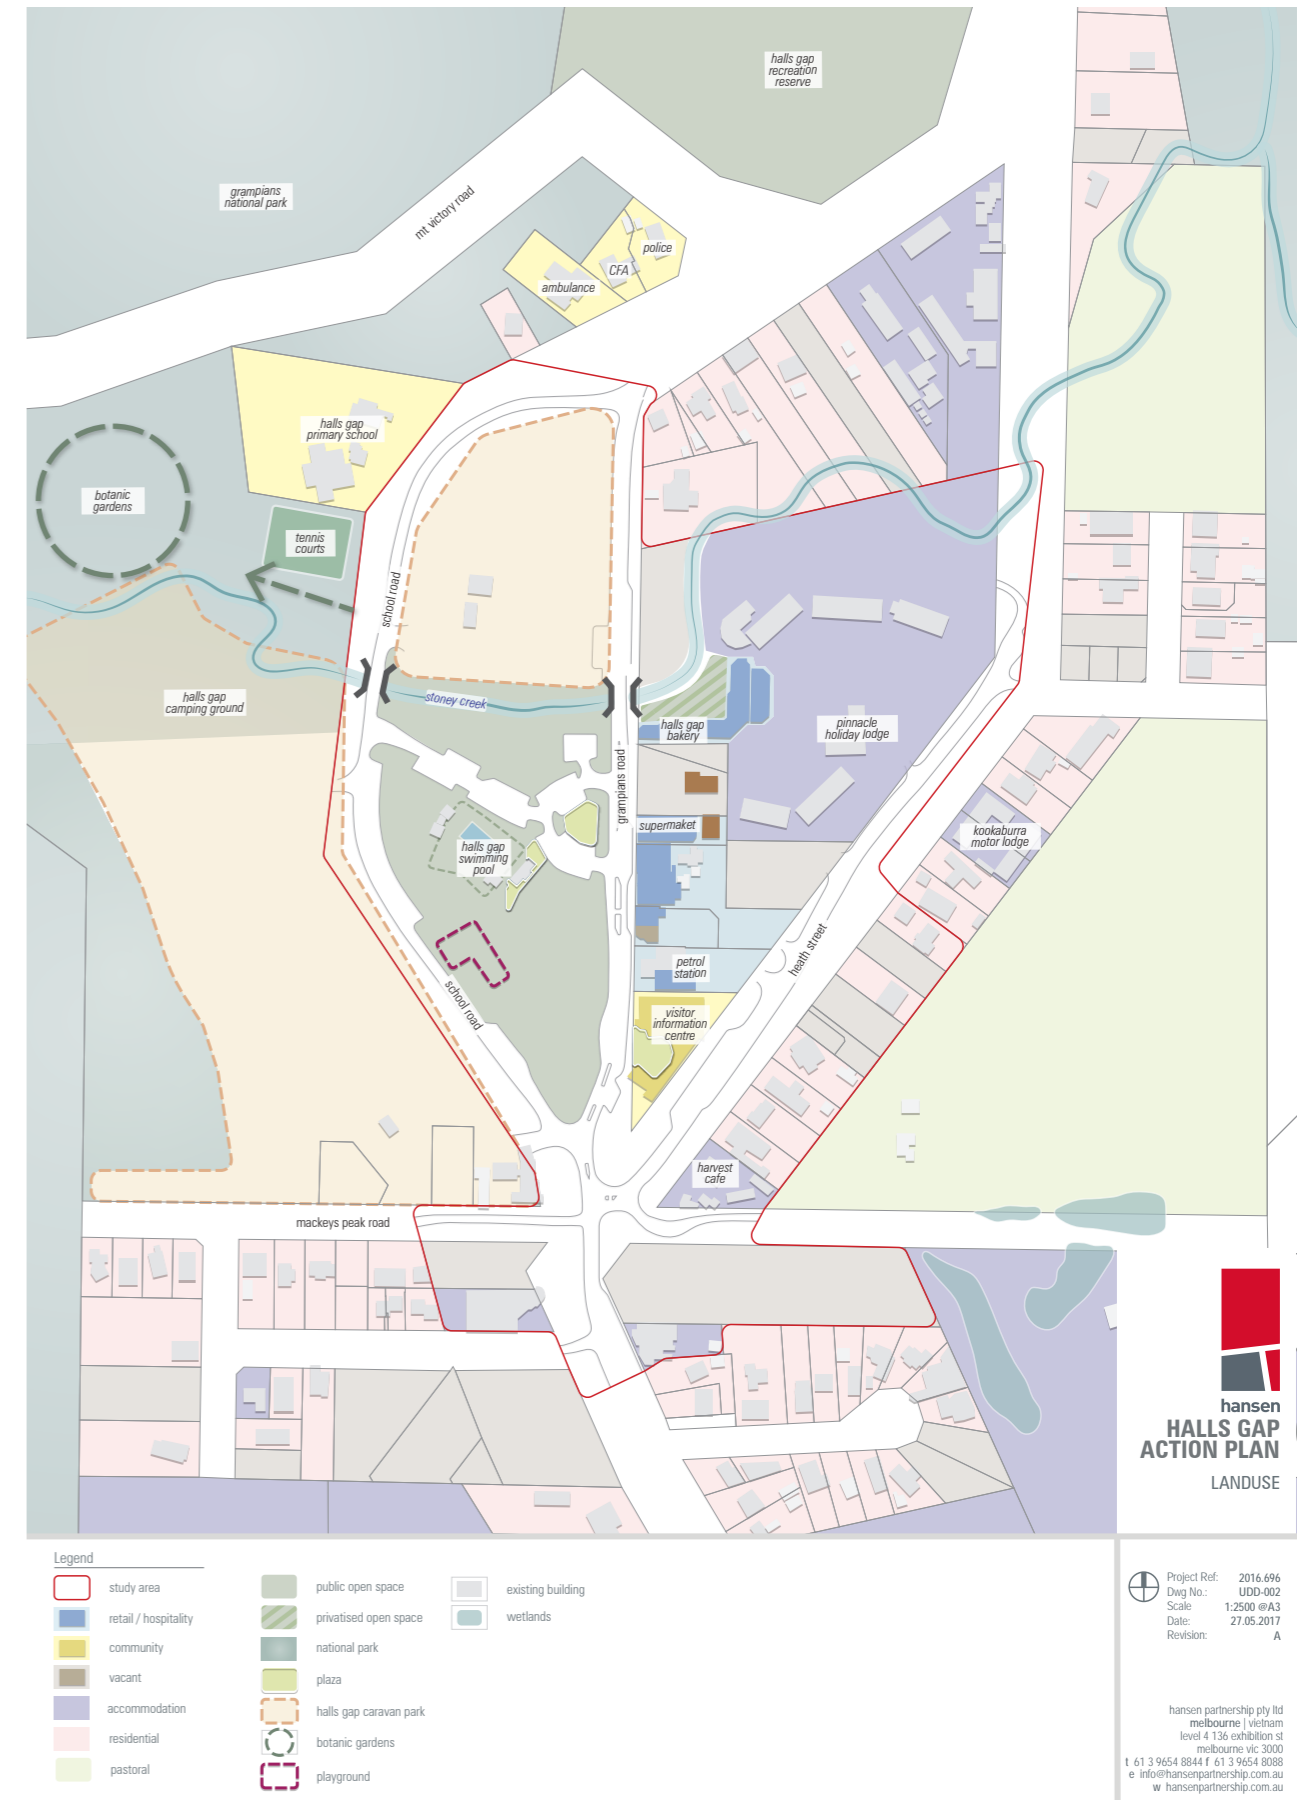 halls gap
recreation
reserve
grampians
national park
mt victory road
police
CFA
ambulance
halls gap
primary school
botanic
gardens
tennis
courts
school road
halls gap
camping ground
stoney creek
halls gap
bakery
pinnacle
holiday lodge
grampians road
supermaket
kookaburra
motor lodge
halls gap
swimming
pool
heath street
petrol
station
school road
visitor
information
centre
harvest
cafe
mackeys peak road
hansen
HALLS GAP
ACTION PLAN
LANDUSE
Legend
study area
retail / hospitality
community
vacant
accommodation
residential
pastoral
public open space
privatised open space
national park
plaza
halls gap caravan park
botanic gardens
playground
existing building
wetlands
Project Ref: 2016.696
Dwg No.: UDD-002
Scale 1:2500 @A3
Date: 27.05.2017
Revision: A
hansen partnership pty ltd
melbourne | vietnam
level 4 136 exhibition st
melbourne vic 3000
t 61 3 9654 8844 f 61 3 9654 8088
e info@hansenpartnership.com.au
w hansenpartnership.com.au